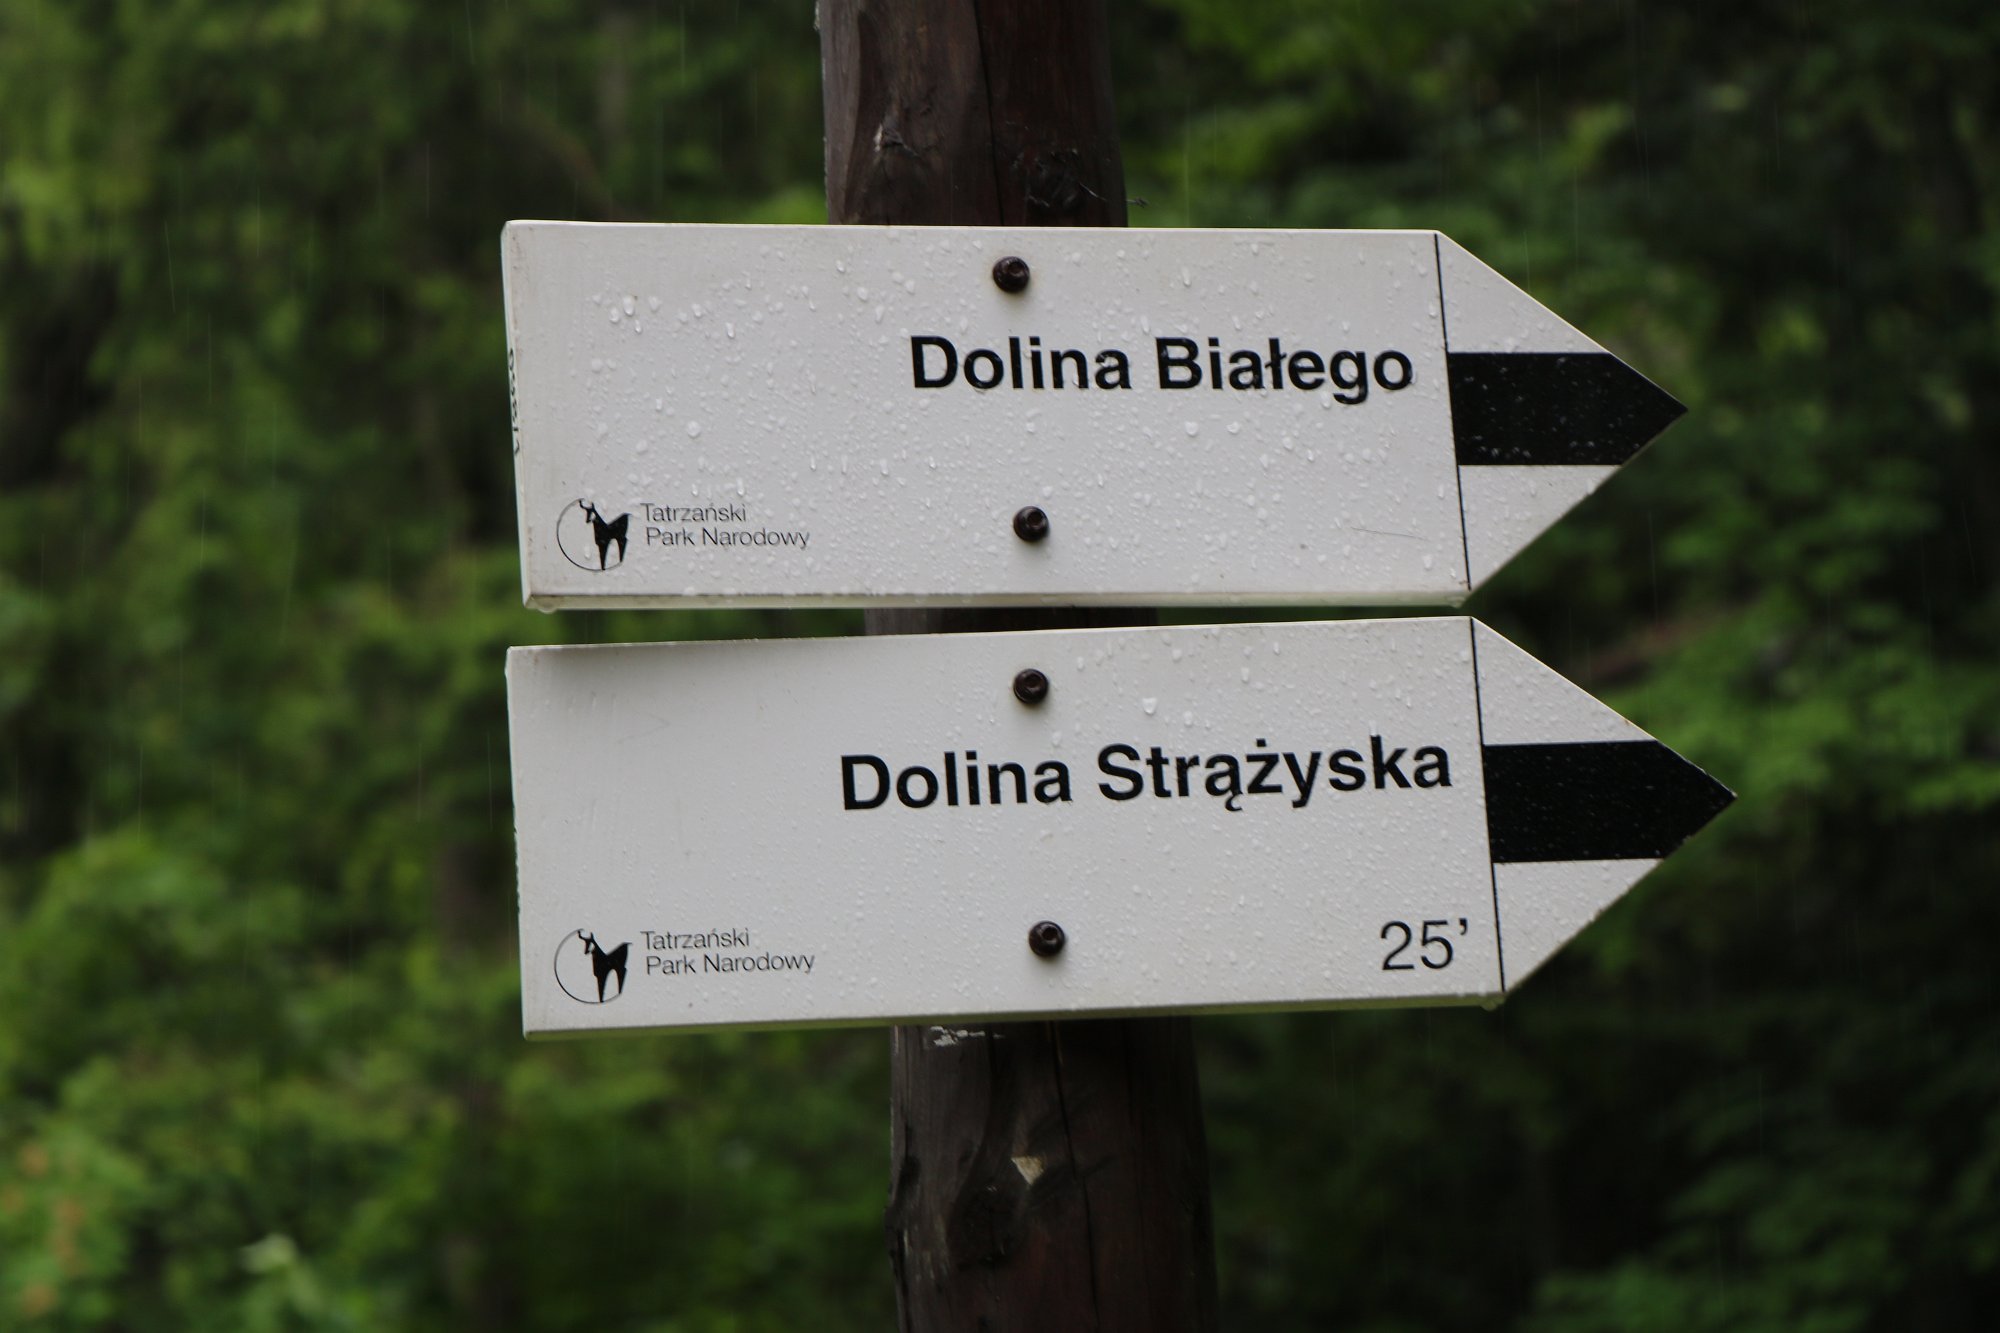 Dolina Białego
Tatrzański
Park Narodowy
Dolina Strążyska
Tatrzański
Park Narodowy
25’